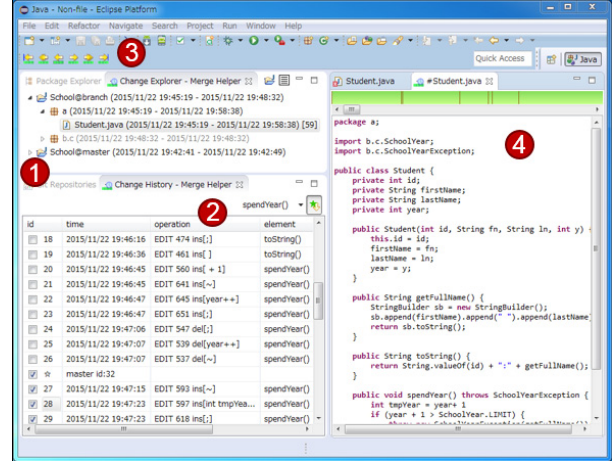 Java - Non-file - Eclipse Platform
File Edit Refactor Navigate Search Project Run Window Help
3
Quick Access
Java
Package Explorer Change Explorer - Merge Helper
School@branch (2015/11/22 19:45:19 - 2015/11/22 19:48:32)
a (2015/11/22 19:45:19 - 2015/11/22 19:58:38)
Student.java (2015/11/22 19:45:19 - 2015/11/22 19:58:38) [59]
b.c (2015/11/22 19:48:32 - 2015/11/22 19:48:32)
School@master (2015/11/22 19:42:41 - 2015/11/22 19:42:49)
1
Repositories Change History - Merge Helper
2
spendYear()
id time operation element
18 2015/11/22 19:46:16 EDIT 474 ins[;] toString()
19 2015/11/22 19:46:36 EDIT 461 ins[ ] toString()
20 2015/11/22 19:46:45 EDIT 560 ins[ + 1] spendYear()
21 2015/11/22 19:46:45 EDIT 641 ins[~] spendYear()
22 2015/11/22 19:46:47 EDIT 645 ins[year++] spendYear()
23 2015/11/22 19:46:47 EDIT 651 ins[;] spendYear()
24 2015/11/22 19:47:06 EDIT 547 del[;] spendYear()
25 2015/11/22 19:47:07 EDIT 539 del[year++] spendYear()
26 2015/11/22 19:47:07 EDIT 537 del[~] spendYear()
☆ master id:32
27 2015/11/22 19:47:15 EDIT 593 ins[~] spendYear()
28 2015/11/22 19:47:23 EDIT 597 ins[int tmpYea... spendYear()
29 2015/11/22 19:47:23 EDIT 618 ins[;] spendYear()
Student.java #Student.java
4
package a;
import b.c.SchoolYear;
import b.c.SchoolYearException;
public class Student {
private int id;
private String firstName;
private String lastName;
private int year;
public Student(int id, String fn, String ln, int y) {
this.id = id;
firstName = fn;
lastName = ln;
year = y;
}
public String getFullName() {
StringBuilder sb = new StringBuilder();
sb.append(firstName).append(" ").append(lastName)
return sb.toString();
}
public String toString() {
return String.valueOf(id) + ":" + getFullName();
}
public void spendYear() throws SchoolYearException {
int tmpYear = year+ 1
if (year + 1 > SchoolYear.LIMIT) {